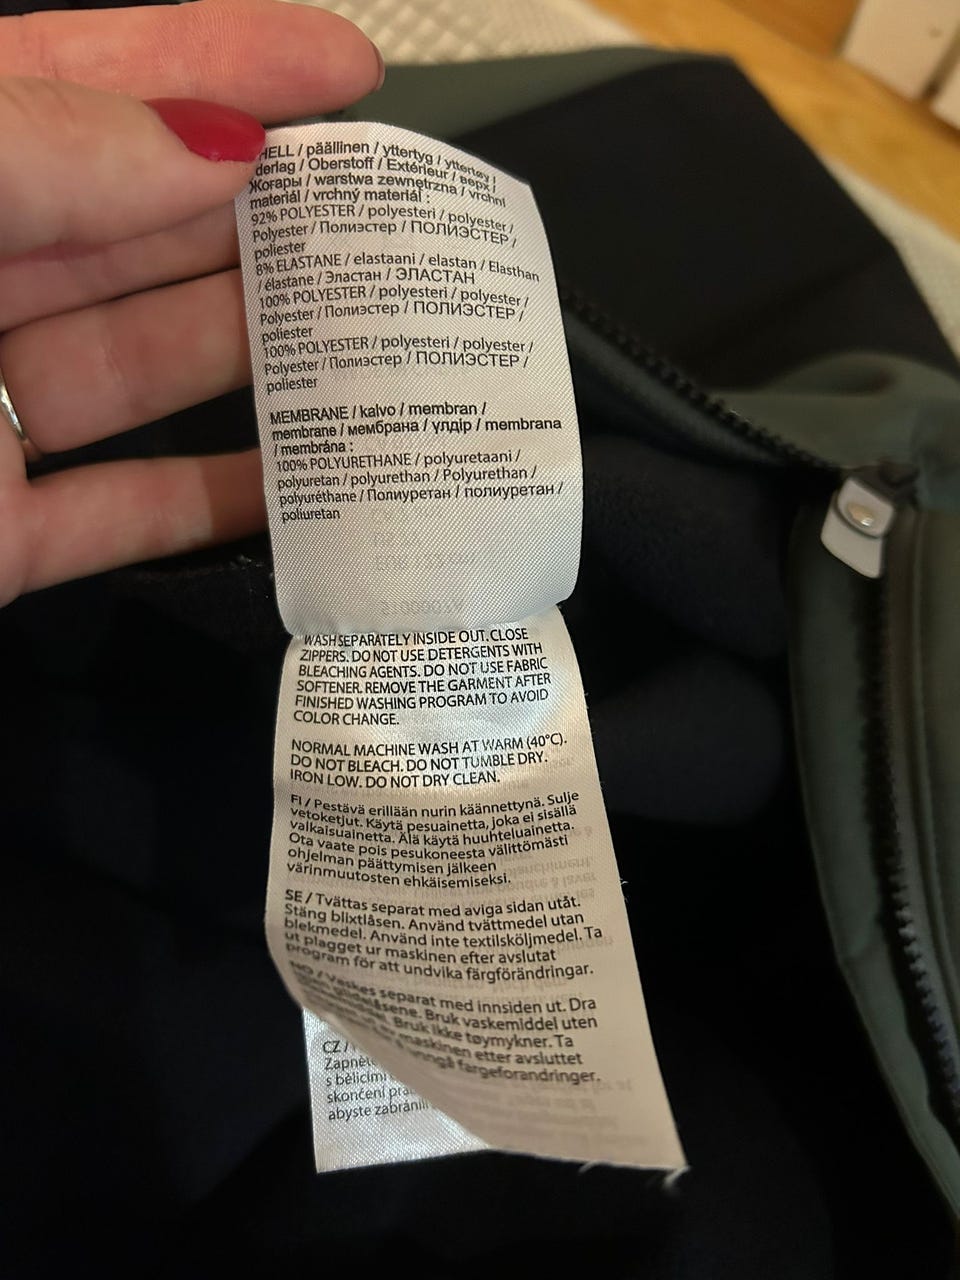 HELL / päällinen / yttertyg / yttertøy /
derlag / Oberstoff / Extérieur / верх /
Жоғары / warstwa zewnętrzna / vrchní
materiál / vrchný materiál :
92% POLYESTER / polyesteri / polyester /
Polyester / Полиэстер / ПОЛИЭСТЕР /
poliester
8% ELASTANE / elastaani / elastan / Elasthan
/ élastane / Эластан / ЭЛАСТАН
100% POLYESTER / polyesteri / polyester /
Polyester / Полиэстер / ПОЛИЭСТЕР /
poliester
100% POLYESTER / polyesteri / polyester /
Polyester / Полиэстер / ПОЛИЭСТЕР /
poliester
MEMBRANE / kalvo / membran /
membrane / мембрана / үлдір / membrana
/ membrána :
100% POLYURETHANE / polyuretaani /
polyuretan / polyurethan / Polyurethan /
polyuréthane / Полиуретан / полиуретан /
poliuretan
WASH SEPARATELY INSIDE OUT. CLOSE
ZIPPERS. DO NOT USE DETERGENTS WITH
BLEACHING AGENTS. DO NOT USE FABRIC
SOFTENER. REMOVE THE GARMENT AFTER
FINISHED WASHING PROGRAM TO AVOID
COLOR CHANGE.
NORMAL MACHINE WASH AT WARM (40°C).
DO NOT BLEACH. DO NOT TUMBLE DRY.
IRON LOW. DO NOT DRY CLEAN.
FI / Pestävä erillään nurin käännettynä. Sulje
vetoketjut. Käytä pesuainetta, joka ei sisällä
valkaisuainetta. Älä käytä huuhteluainetta.
Ota vaate pois pesukoneesta välittömästi
ohjelman päättymisen jälkeen
värinmuutosten ehkäisemiseksi.
SE / Tvättas separat med aviga sidan utåt.
Stäng blixtlåsen. Använd tvättmedel utan
blekmedel. Använd inte textilsköljmedel. Ta
ut plagget ur maskinen efter avslutat
program för att undvika färgförändringar.
NO / Vaskes separat med innsiden ut. Dra
igjen glidelåsene. Bruk vaskemiddel uten
Bruk ikke tøymykner. Ta
maskinen etter avsluttet
unngå fargeforandringer.
CZ /
Zapněte
s bělicími
skončení
abyste zabránili